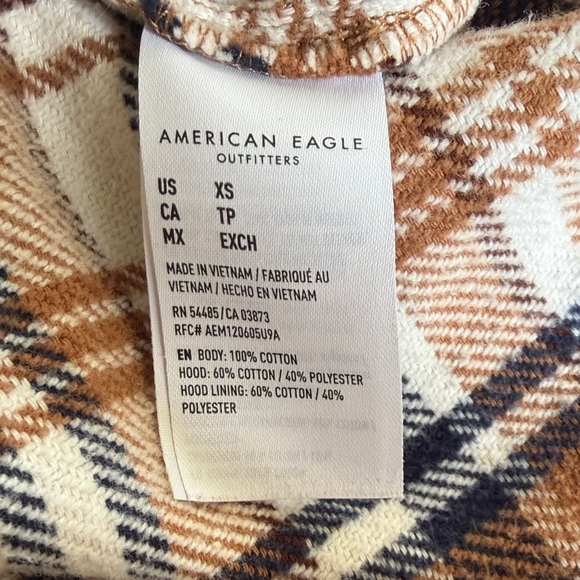 AMERICAN EAGLE
OUTFITTERS
US XS
CA TP
MX EXCH
MADE IN VIETNAM / FABRIQUÉ AU
VIETNAM / HECHO EN VIETNAM
RN 54485 / CA 03873
RFC# AEM120605U9A
EN BODY: 100% COTTON
HOOD: 60% COTTON / 40% POLYESTER
HOOD LINING: 60% COTTON / 40%
POLYESTER